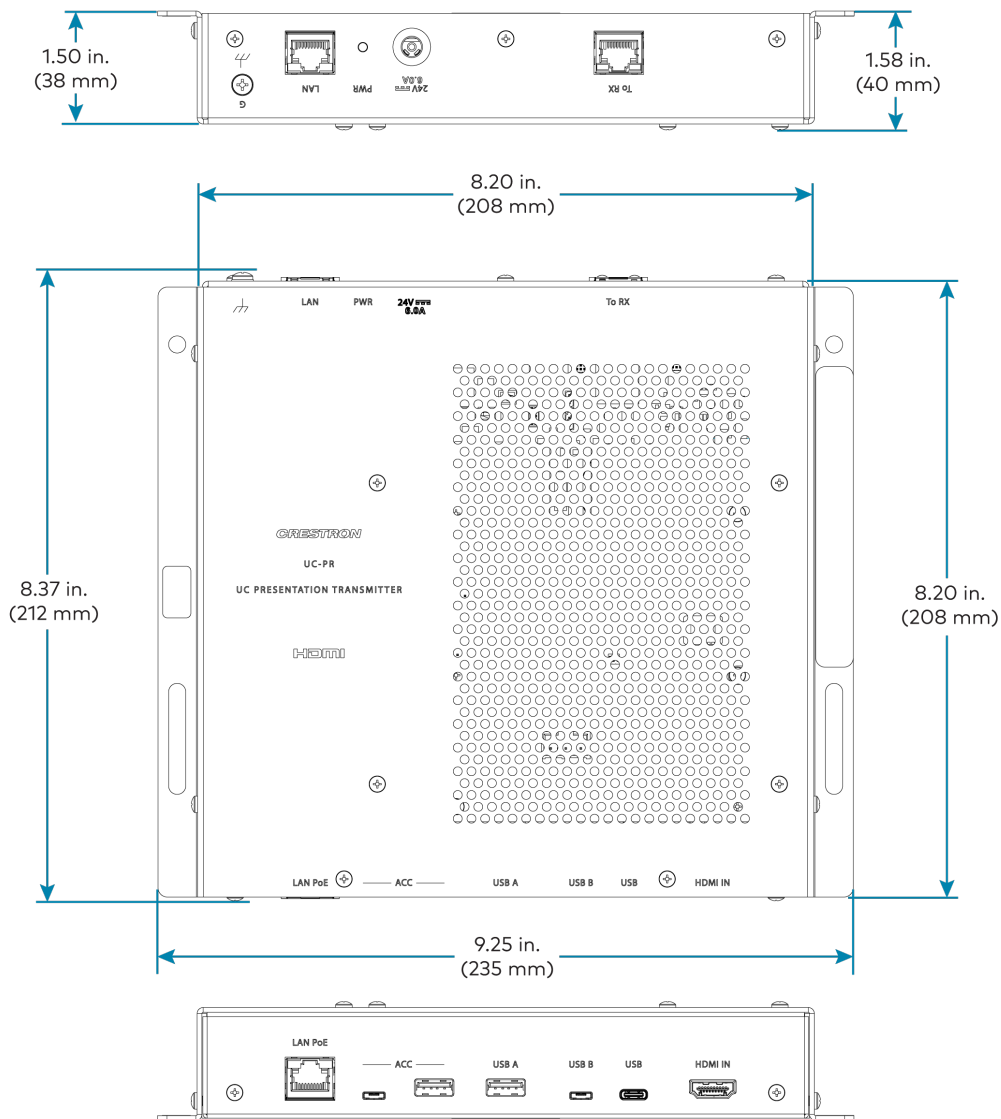 1.50 in.
(38 mm)
1.58 in.
(40 mm)
G
LAN
PWR
24V
6.0A
To RX
8.20 in.
(208 mm)
LAN PWR 24V To RX
6.0A
CRESTRON
UC-PR
UC PRESENTATION TRANSMITTER
HDMI
8.37 in.
(212 mm)
8.20 in.
(208 mm)
LAN PoE ACC USB A USB B USB HDMI IN
9.25 in.
(235 mm)
LAN PoE
ACC USB A USB B USB HDMI IN